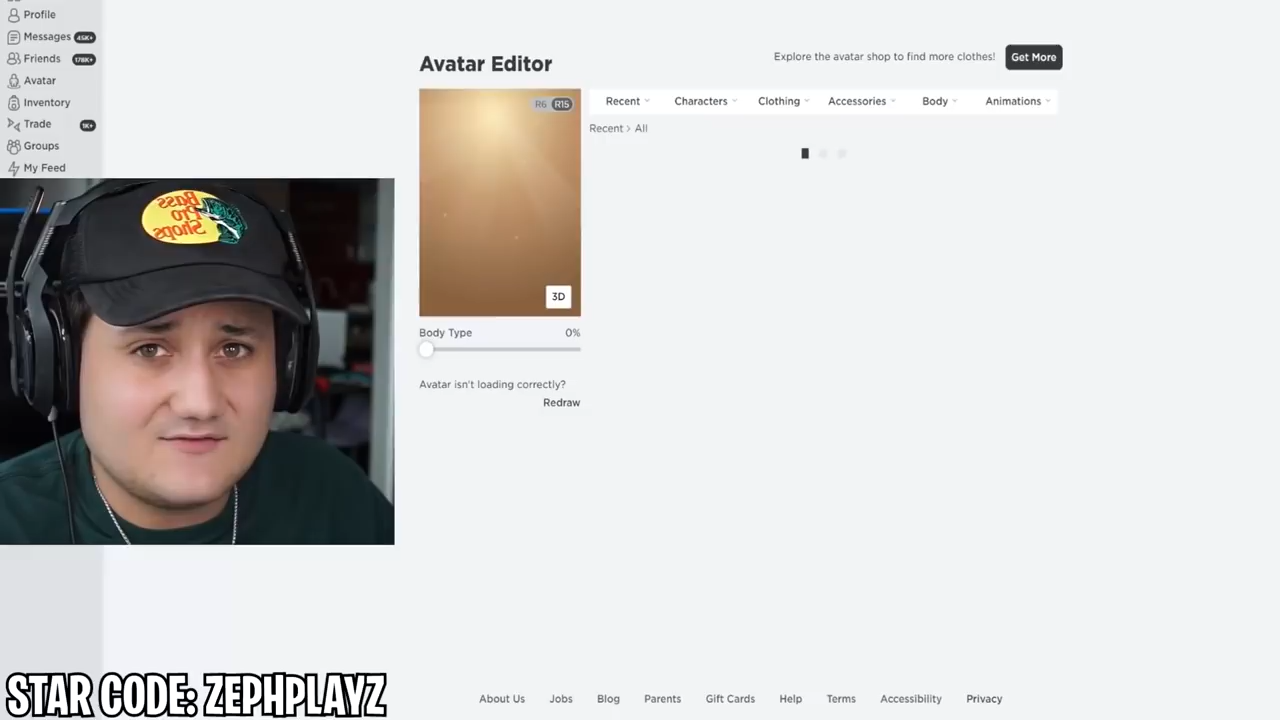 Profile
Messages 45K+
Friends 178K+
Avatar
Inventory
Trade 1K+
Groups
My Feed
Avatar Editor
Explore the avatar shop to find more clothes! Get More
R6 R15
Recent Characters Clothing Accessories Body Animations
Recent > All
3D
Body Type 0%
Avatar isn't loading correctly?
Redraw
Bass
Pro
Shops
STAR CODE: ZEPHPLAYZ
About Us Jobs Blog Parents Gift Cards Help Terms Accessibility Privacy